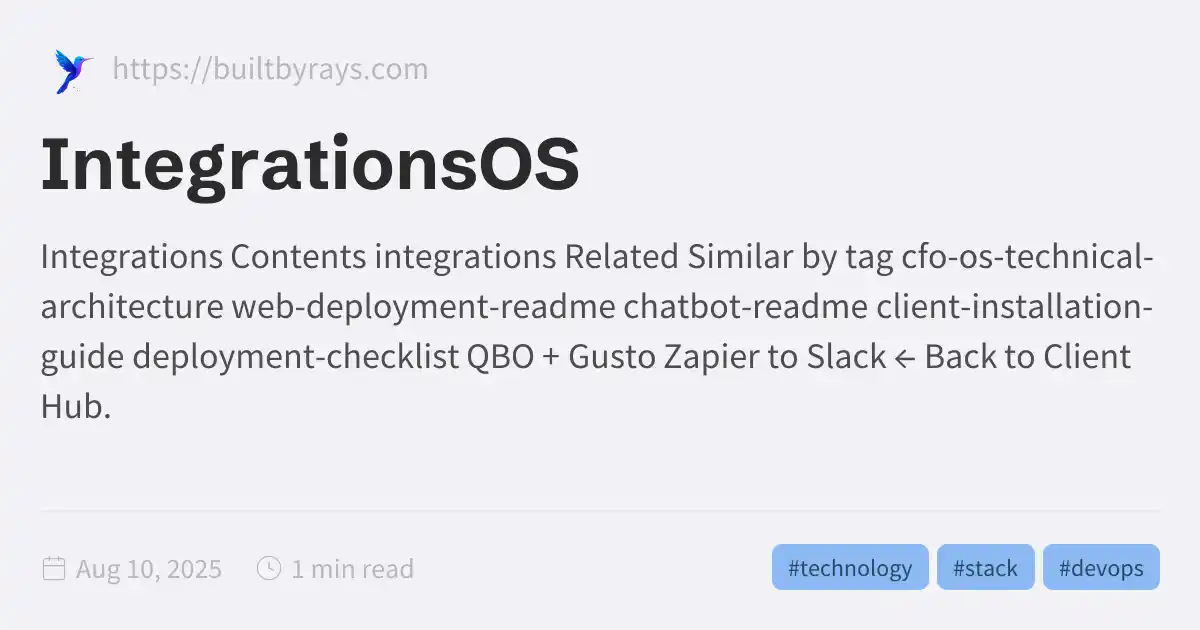 https://builtbyrays.com
IntegrationsOS
Integrations Contents integrations Related Similar by tag cfo-os-technical-
architecture web-deployment-readme chatbot-readme client-installation-
guide deployment-checklist QBO + Gusto Zapier to Slack ← Back to Client
Hub.
Aug 10, 2025 1 min read #technology #stack #devops